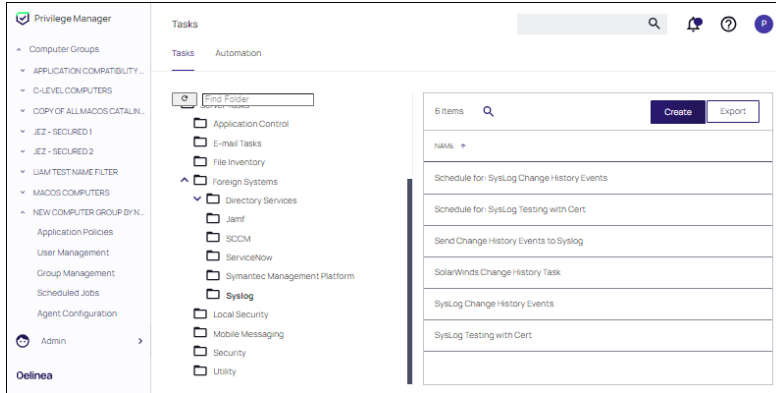 Privilege Manager
Computer Groups
APPLICATION COMPATIBILITY ...
C-LEVEL COMPUTERS
COPY OF ALL MACOS CATALIN...
JEZ - SECURED 1
JEZ - SECURED 2
LIAM TEST NAME FILTER
MACOS COMPUTERS
NEW COMPUTER GROUP BY N...
Application Policies
User Management
Group Management
Scheduled Jobs
Agent Configuration
Admin
Delinea
Tasks
P
Tasks Automation
Find Folder
Server Tasks
Application Control
E-mail Tasks
File Inventory
Foreign Systems
Directory Services
Jamf
SCCM
ServiceNow
Symantec Management Platform
Syslog
Local Security
Mobile Messaging
Security
Utility
6 Items
Create
Export
NAME
Schedule for: SysLog Change History Events
Schedule for: SysLog Testing with Cert
Send Change History Events to Syslog
SolarWinds Change History Task
SysLog Change History Events
SysLog Testing with Cert